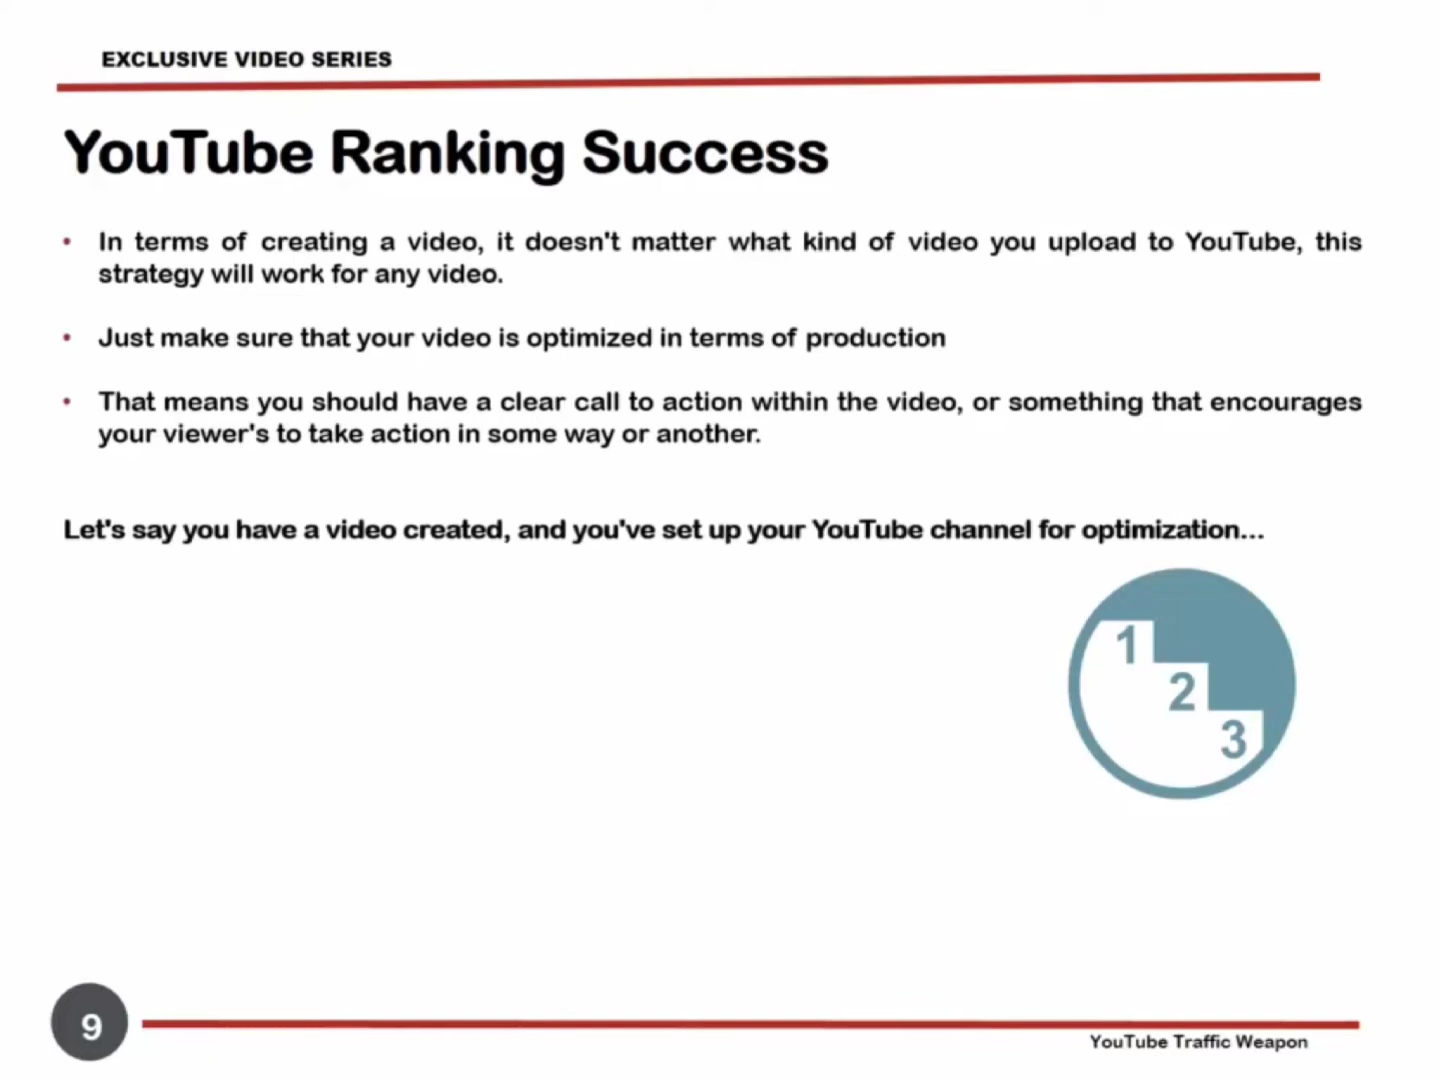 EXCLUSIVE VIDEO SERIES
YouTube Ranking Success
• In terms of creating a video, it doesn't matter what kind of video you upload to YouTube, this
strategy will work for any video.
• Just make sure that your video is optimized in terms of production
• That means you should have a clear call to action within the video, or something that encourages
your viewer's to take action in some way or another.
Let's say you have a video created, and you've set up your YouTube channel for optimization...
1
2
3
9
YouTube Traffic Weapon